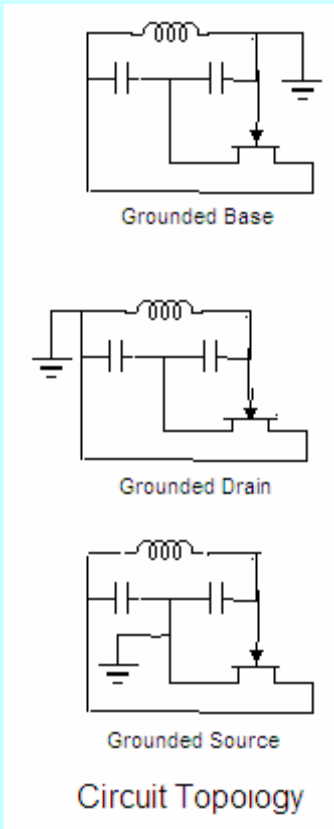 Grounded Base
Grounded Drain
Grounded Source
Circuit Topology